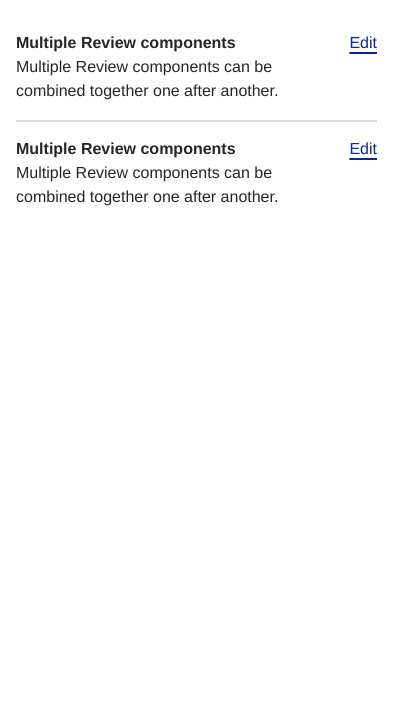 Multiple Review components
Edit
Multiple Review components can be
combined together one after another.
Multiple Review components
Edit
Multiple Review components can be
combined together one after another.